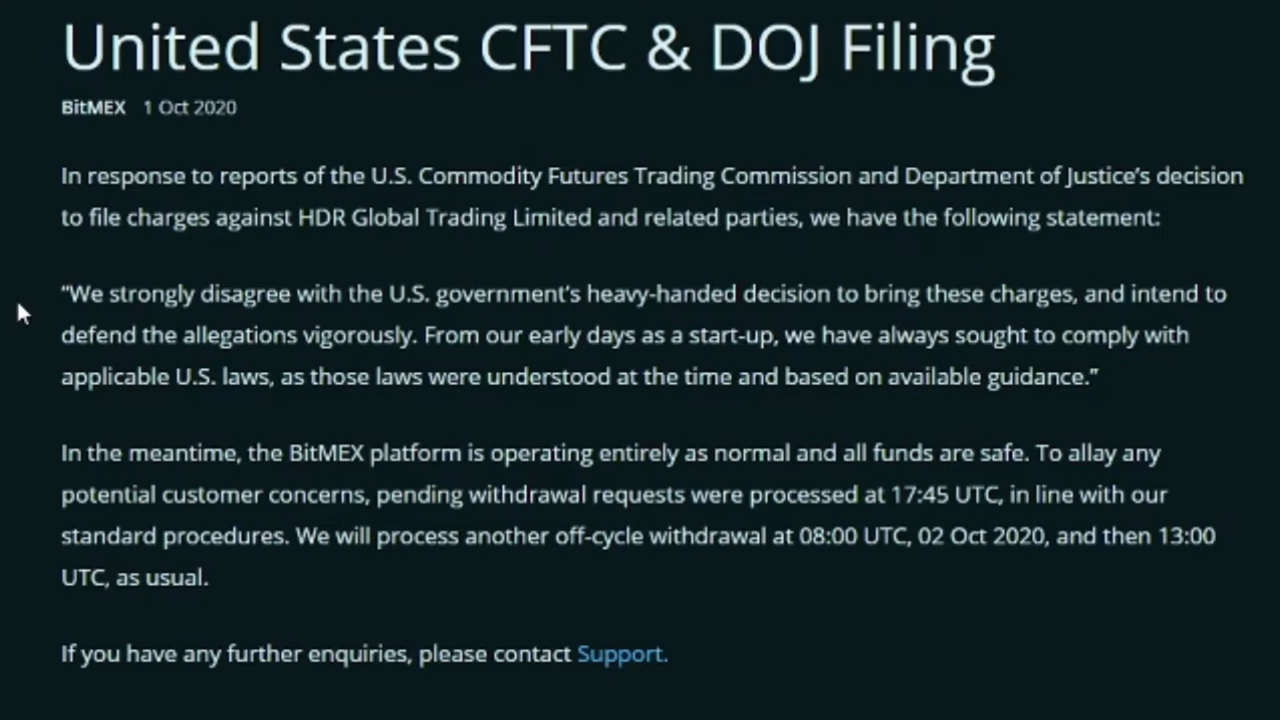 United States CFTC & DOJ Filing
BitMEX 1 Oct 2020
In response to reports of the U.S. Commodity Futures Trading Commission and Department of Justice’s decision
to file charges against HDR Global Trading Limited and related parties, we have the following statement:
“We strongly disagree with the U.S. government’s heavy-handed decision to bring these charges, and intend to
defend the allegations vigorously. From our early days as a start-up, we have always sought to comply with
applicable U.S. laws, as those laws were understood at the time and based on available guidance.”
In the meantime, the BitMEX platform is operating entirely as normal and all funds are safe. To allay any
potential customer concerns, pending withdrawal requests were processed at 17:45 UTC, in line with our
standard procedures. We will process another off-cycle withdrawal at 08:00 UTC, 02 Oct 2020, and then 13:00
UTC, as usual.
If you have any further enquiries, please contact Support.